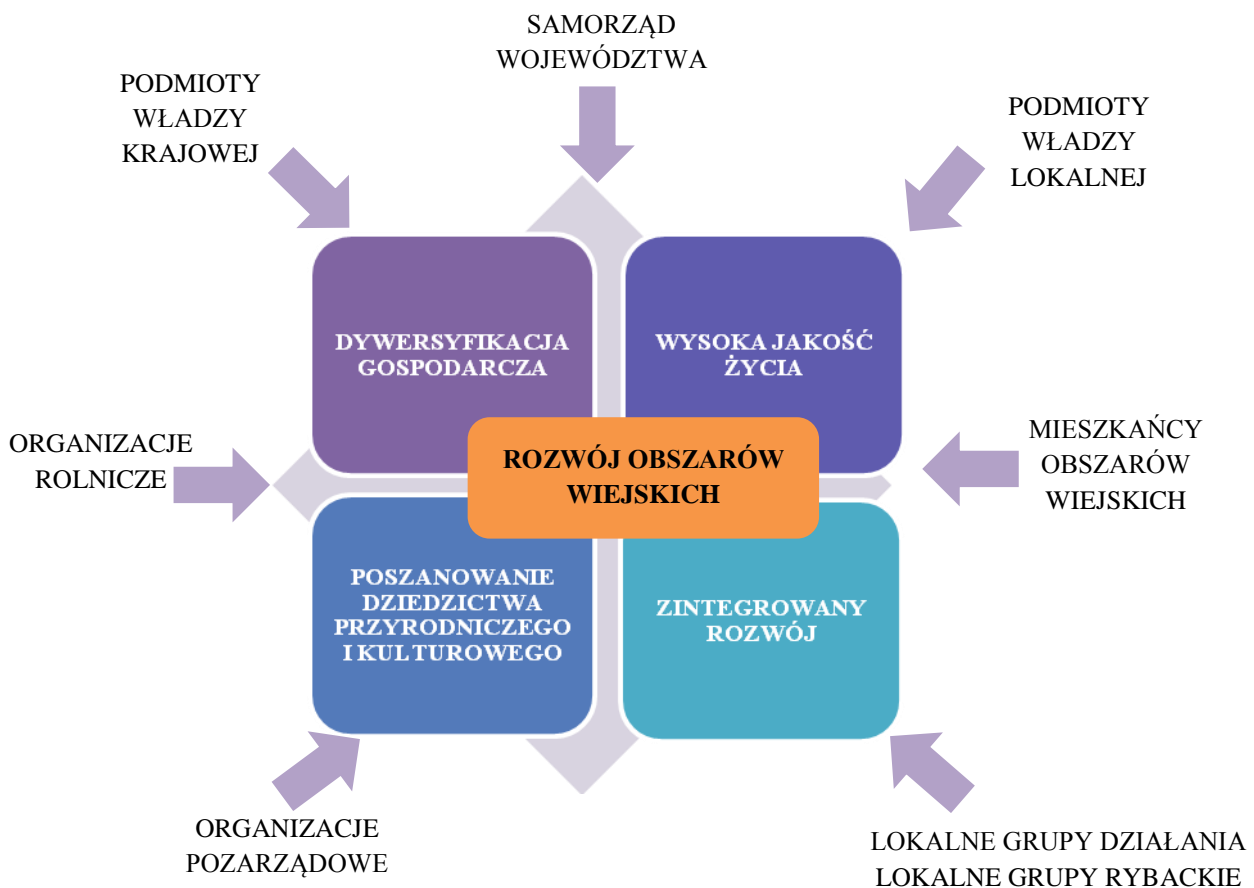 SAMORZĄD
WOJEWÓDZTWA
PODMIOTY
WŁADZY
KRAJOWEJ
PODMIOTY
WŁADZY
LOKALNEJ
DYWERSYFIKACJA
GOSPODARCZA
WYSOKA JAKOŚĆ
ŻYCIA
ORGANIZACJE
ROLNICZE
ROZWÓJ OBSZARÓW
WIEJSKICH
MIESZKAŃCY
OBSZARÓW
WIEJSKICH
POSZANOWANIE
DZIEDZICTWA
PRZYRODNICZEGO
I KULTUROWEGO
ZINTEGROWANY
ROZWÓJ
ORGANIZACJE
POZARZĄDOWE
LOKALNE GRUPY DZIAŁANIA
LOKALNE GRUPY RYBACKIE